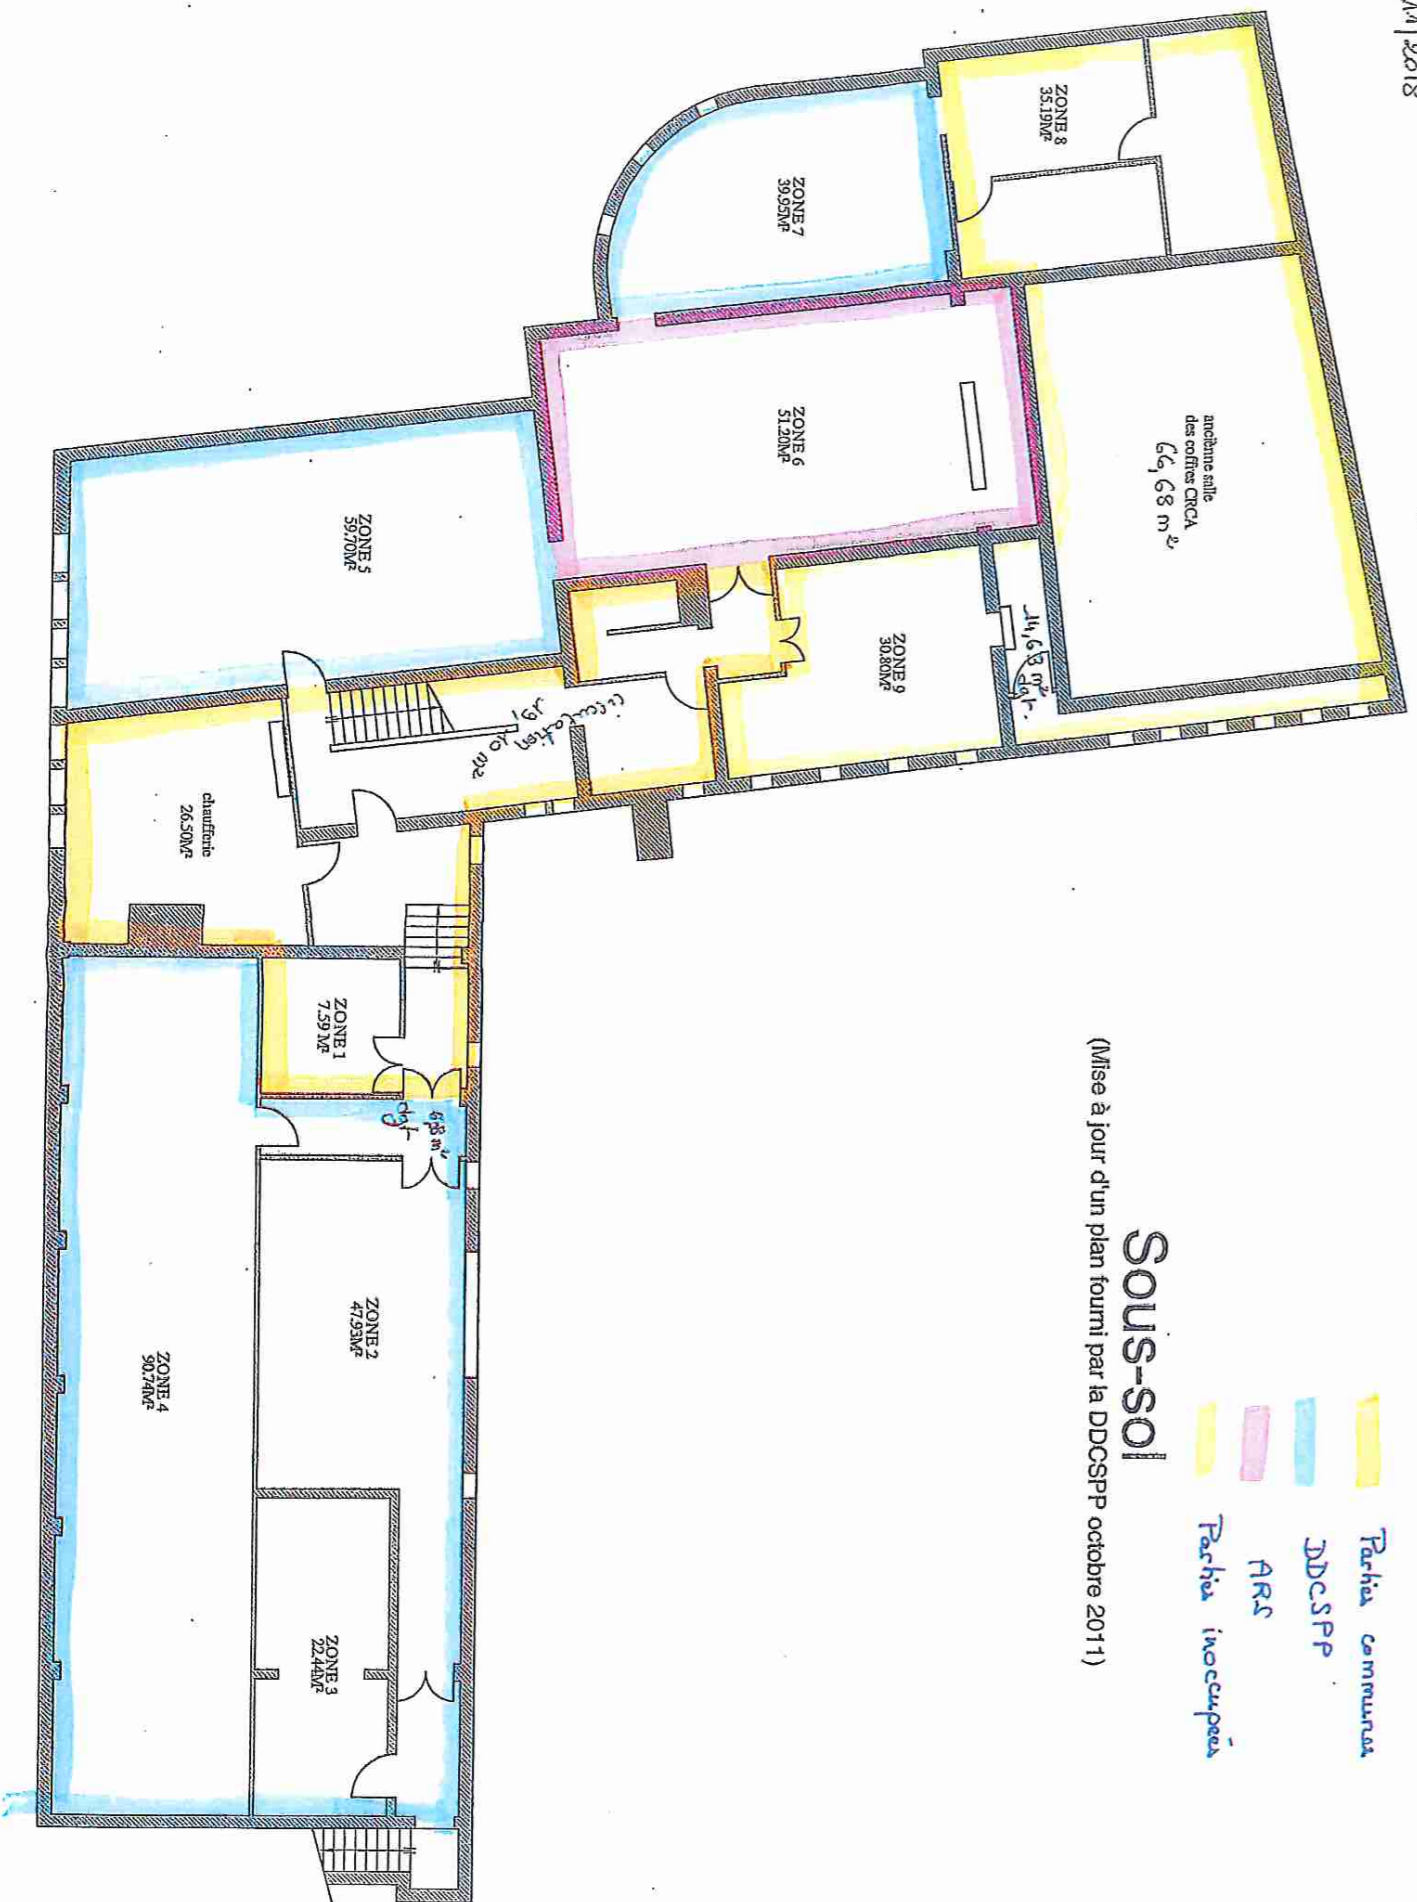 11/2018
Parties communes
DDCSPP
ARS
Parties inoccupées
Sous-sol
(Mise à jour d'un plan fourni par la DDCSPP octobre 2011)
ancienne salle
des coffres CRCA
66,68 m²
14,63 m²
dgt.
ZONE 8
35.19M²
ZONE 7
39.95M²
ZONE 6
51.20M²
ZONE 9
30.80M²
circulation
19,10 m²
ZONE 5
59.70M²
chaufferie
26.50M²
ZONE 1
7.59 M²
m²
dgt
ZONE 2
47.93M²
ZONE 4
90.74M²
ZONE 3
22.44M²